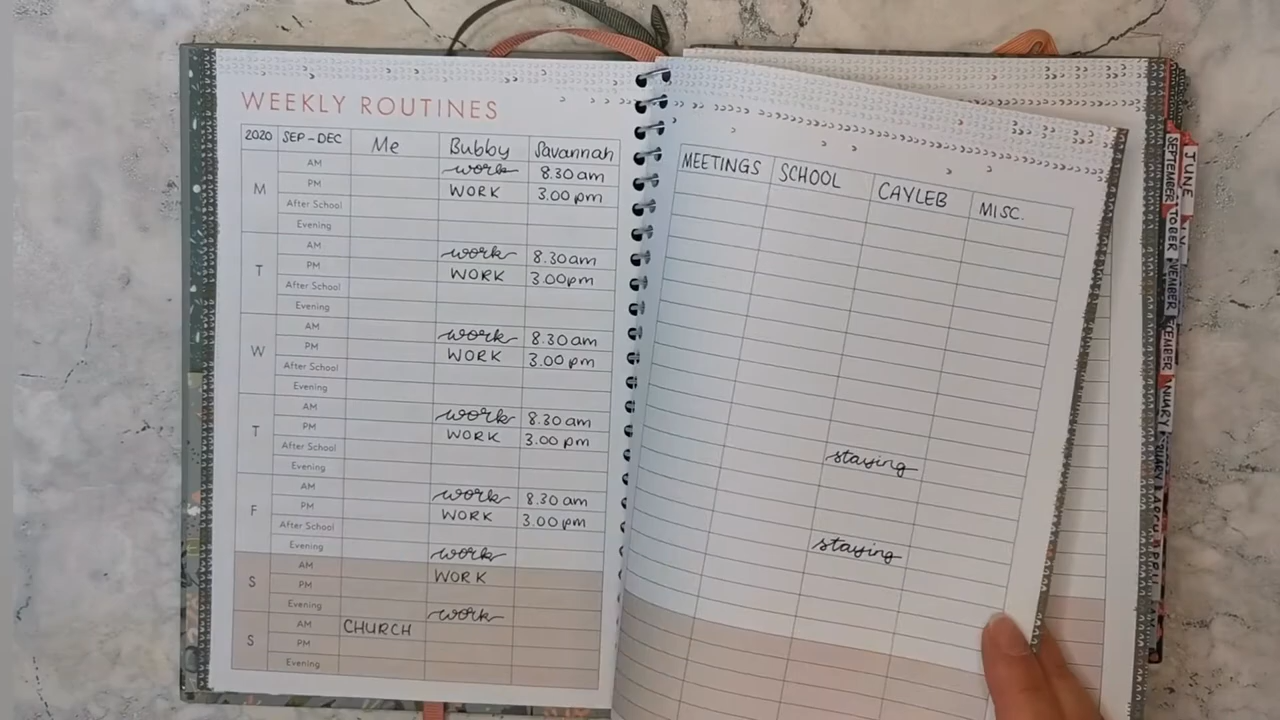 WEEKLY ROUTINES
2020 SEP-DEC Me Bubby Savannah
M AM work 8.30am
PM WORK 3.00pm
After School
Evening
T AM work 8.30am
PM WORK 3.00pm
After School
Evening
W AM work 8.30am
PM WORK 3.00pm
After School
Evening
T AM work 8.30am
PM WORK 3.00pm
After School
Evening
F AM work 8.30am
PM WORK 3.00pm
After School
Evening work
S AM WORK
PM
Evening work
S AM CHURCH
PM
Evening
MEETINGS SCHOOL CAYLEB MISC.
staying
staying
JUNE
SEPTEMBER